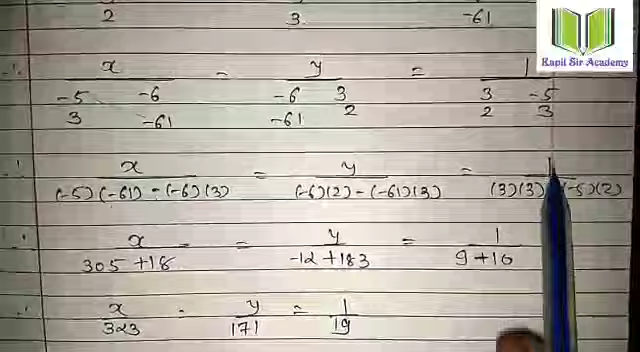 2 3 -61
Kapil Sir Academy
∴ x = y = 1
-5 -6 -6 3 3 -5
3 -61 -61 2 2 3
∴ x = y = 1
(-5)(-61) - (-6)(3) (-6)(2) - (-61)(3) (3)(3) (-5)(2)
∴ x = y = 1
305 + 18 -12 + 183 9 + 10
∴ x = y = 1
323 171 19